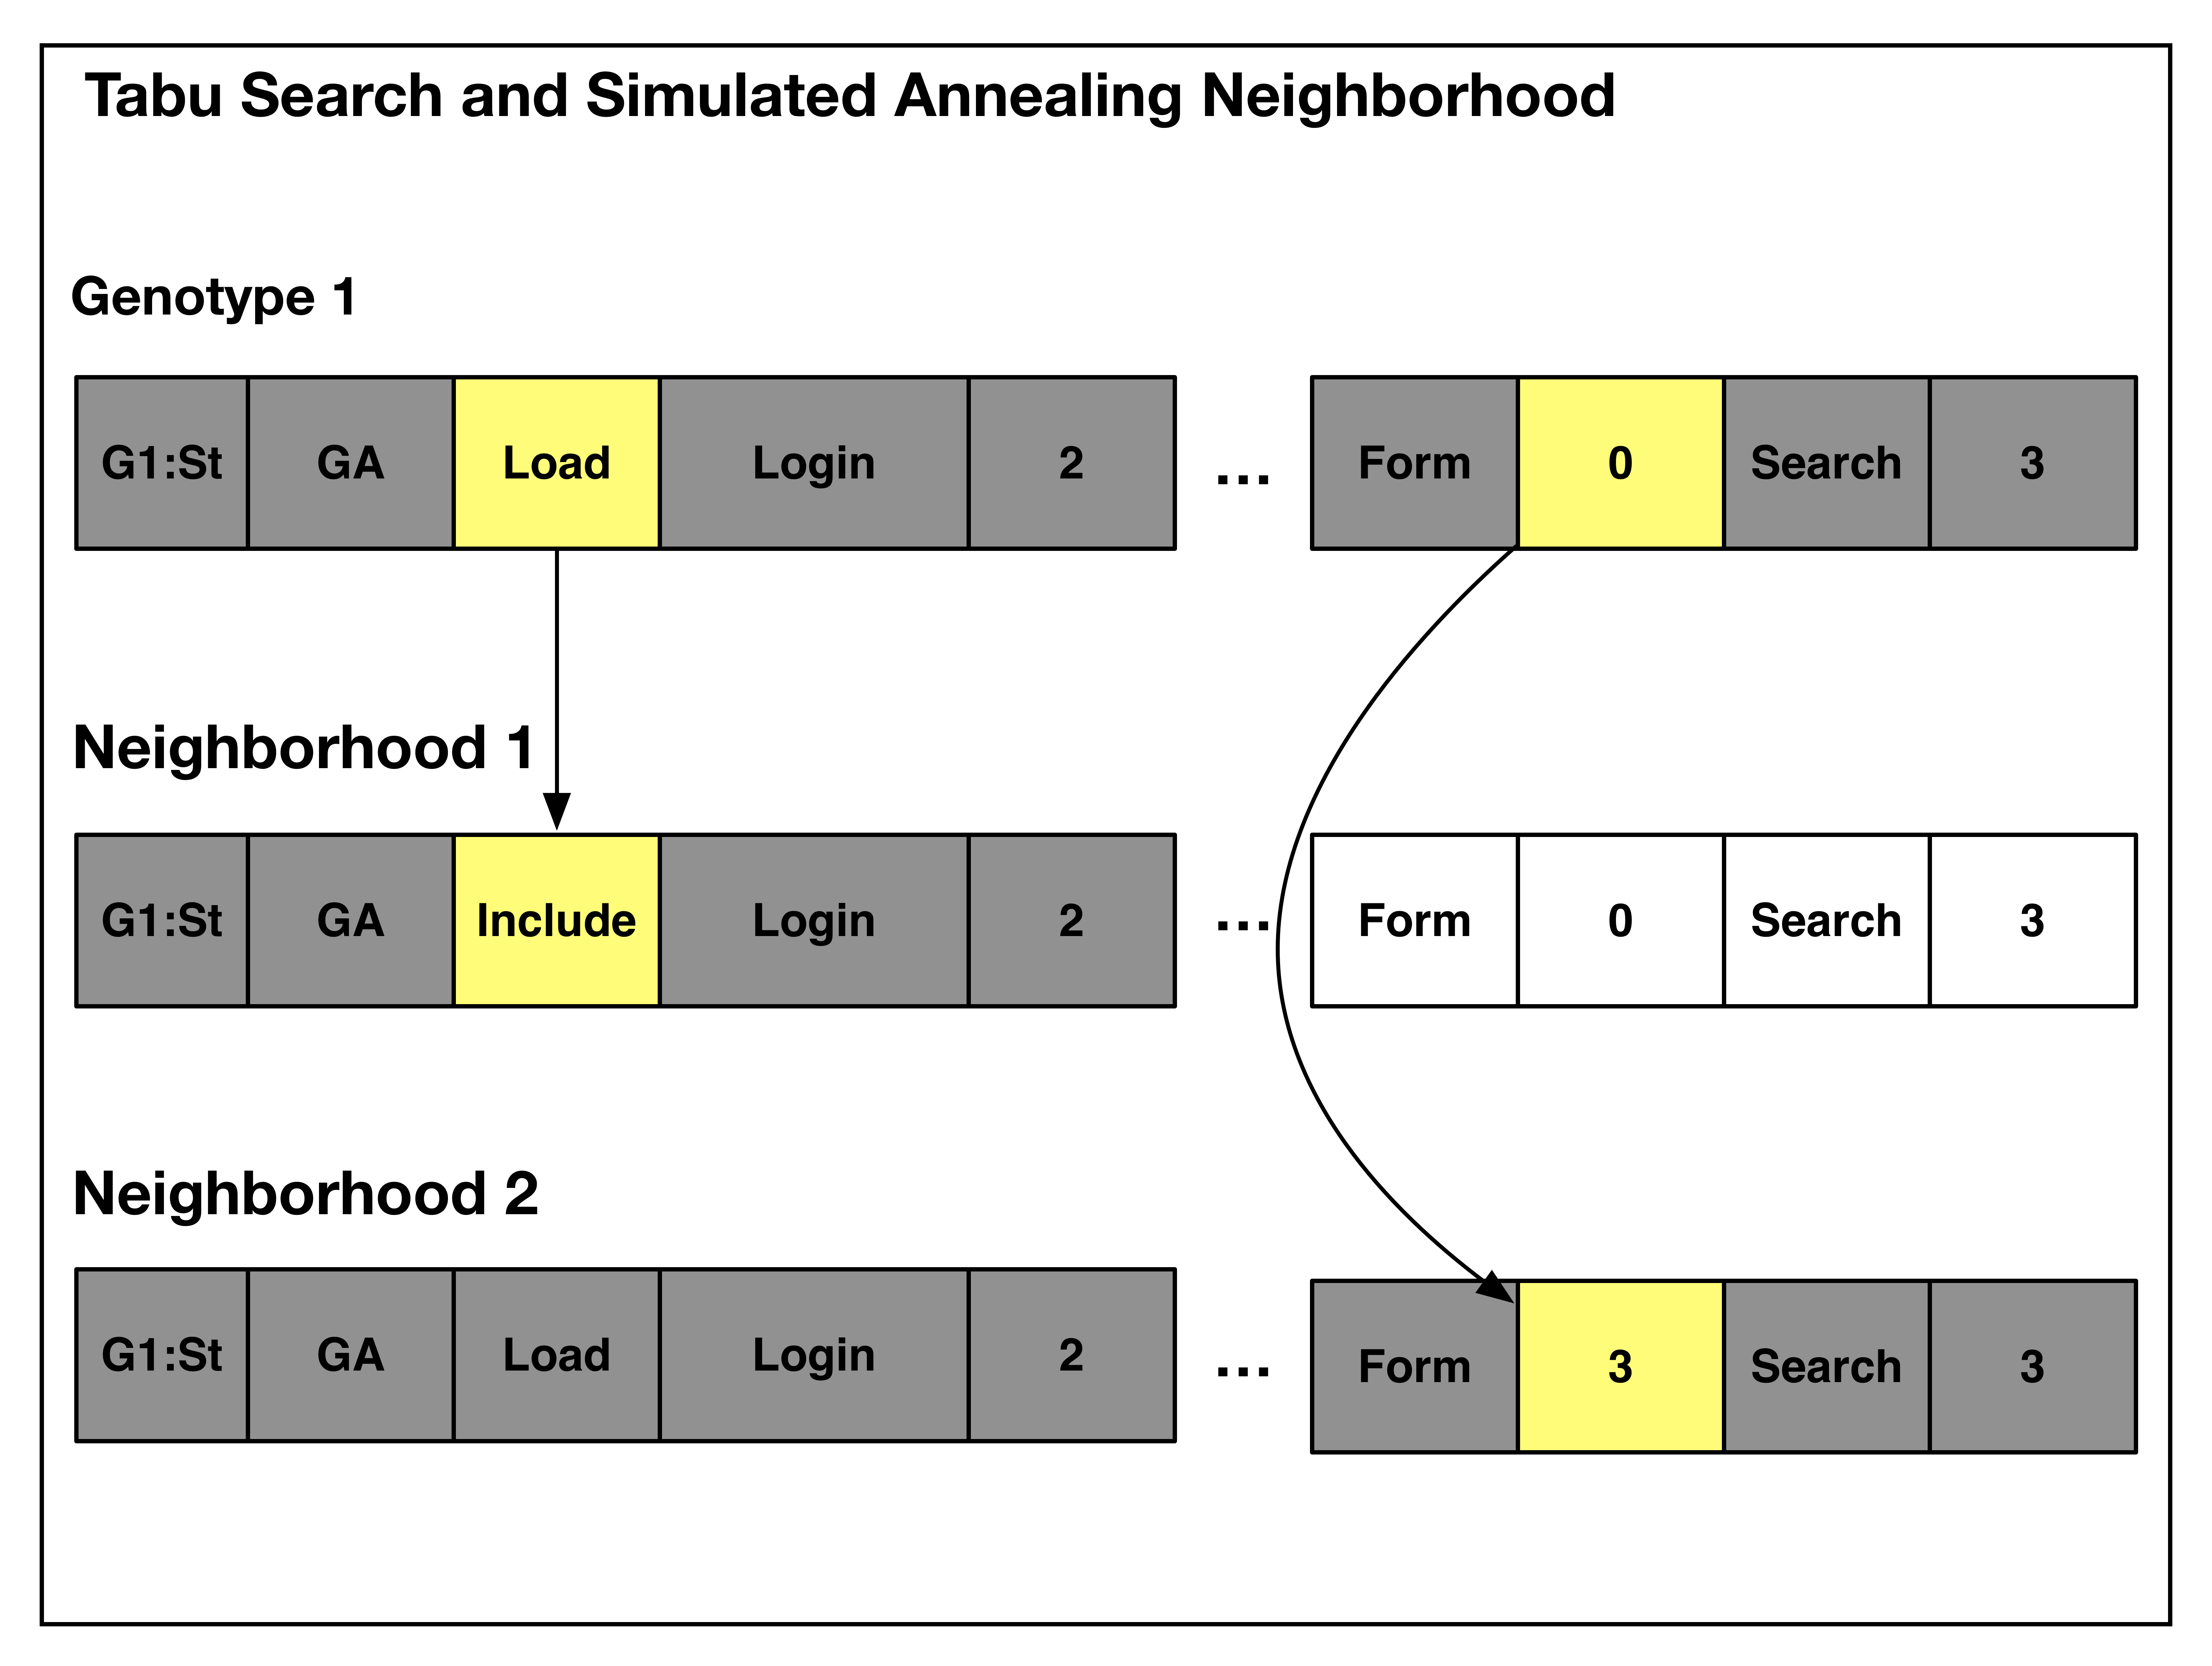 Tabu Search and Simulated Annealing Neighborhood
Genotype 1
G1:St GA Load Login 2 ... Form 0 Search 3
Neighborhood 1
G1:St GA Include Login 2 ... Form 0 Search 3
Neighborhood 2
G1:St GA Load Login 2 ... Form 3 Search 3